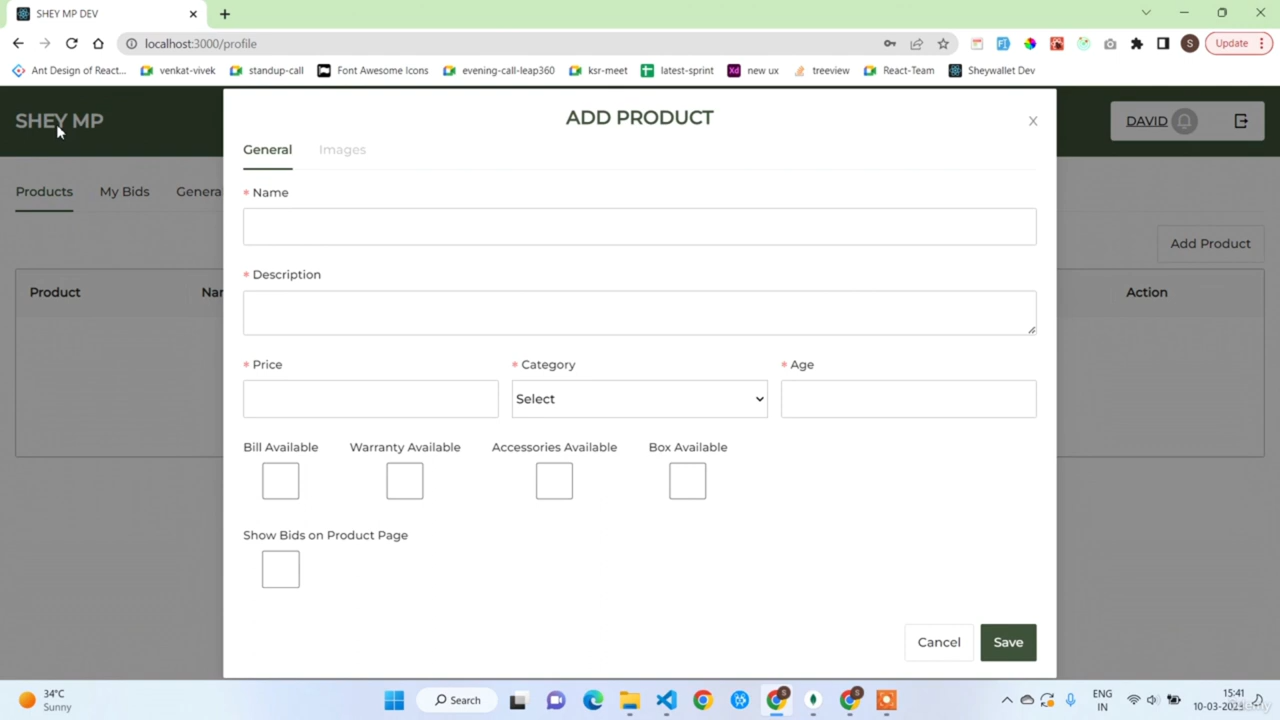 SHEY MP DEV
localhost:3000/profile
Update
Ant Design of React...
venkat-vivek
standup-call
Font Awesome Icons
evening-call-leap360
ksr-meet
latest-sprint
new ux
treeview
React-Team
Sheywallet Dev
SHEY MP
ADD PRODUCT
DAVID
General
Images
Products
My Bids
Genera
* Name
Add Product
* Description
Product
Nar
Action
* Price
* Category
* Age
Select
Bill Available
Warranty Available
Accessories Available
Box Available
Show Bids on Product Page
Cancel
Save
34°C
Sunny
Search
ENG
IN
15:41
10-03-2023